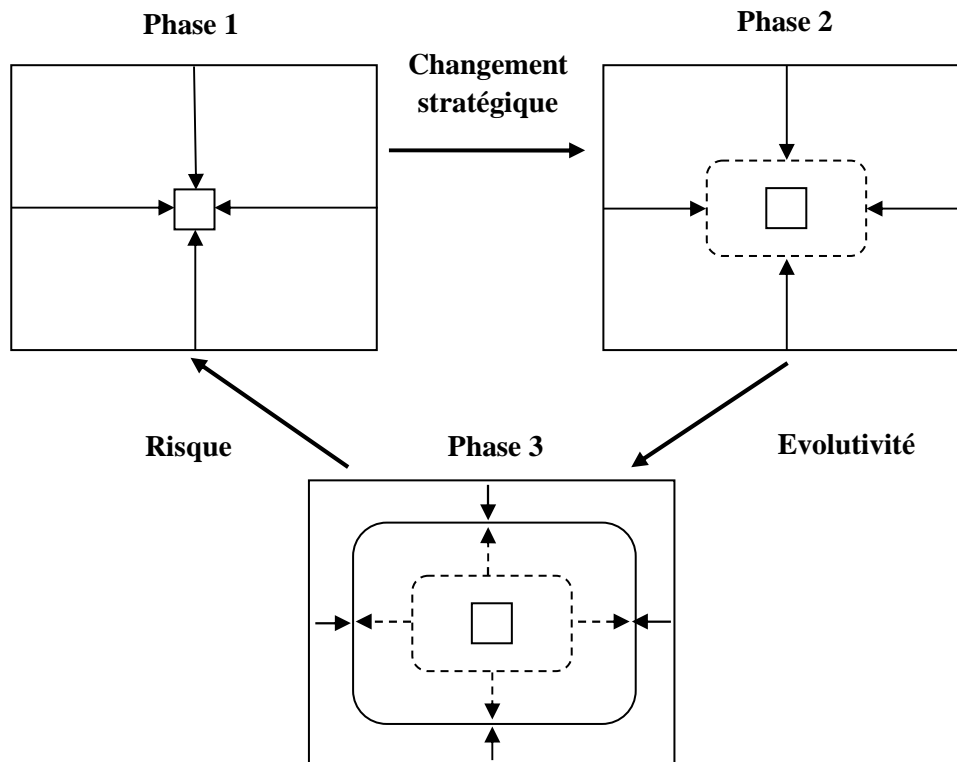 Phase 1
Phase 2
Changement
stratégique
Risque
Phase 3
Evolutivité